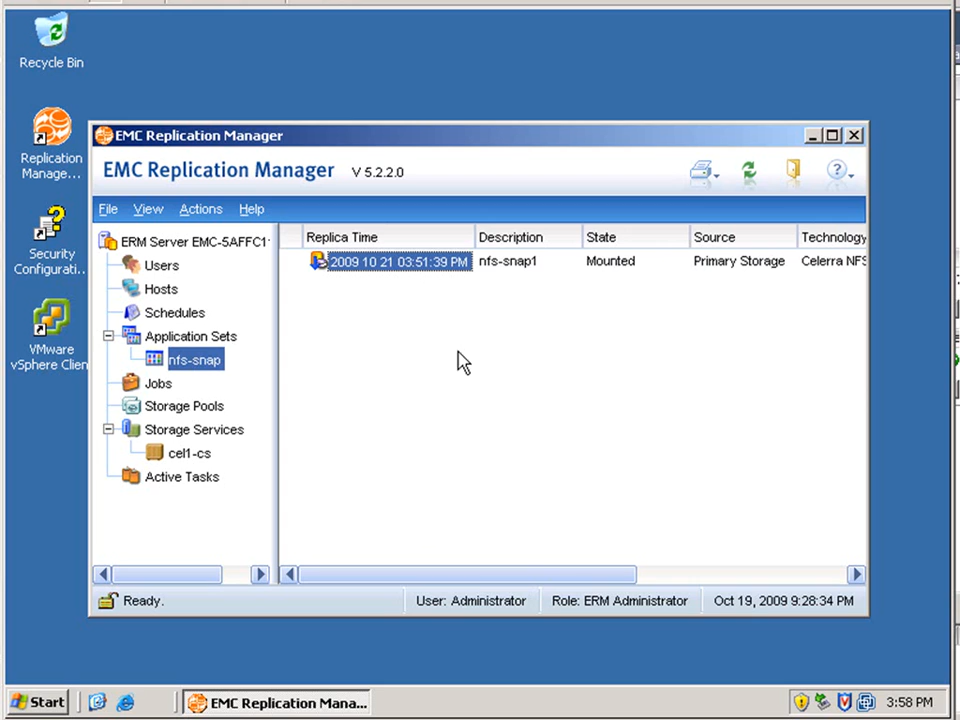 Recycle Bin
Replication
Manage...
Security
Configurati...
VMware
vSphere Clien
EMC Replication Manager
EMC Replication Manager V 5.2.2.0
File View Actions Help
ERM Server EMC-5AFFC1
Users
Hosts
Schedules
Application Sets
nfs-snap
Jobs
Storage Pools
Storage Services
cel1-cs
Active Tasks
Replica Time Description State Source Technology
2009 10 21 03:51:39 PM nfs-snap1 Mounted Primary Storage Celerra NFS
Ready. User: Administrator Role: ERM Administrator Oct 19, 2009 9:28:34 PM
Start EMC Replication Mana... 3:58 PM